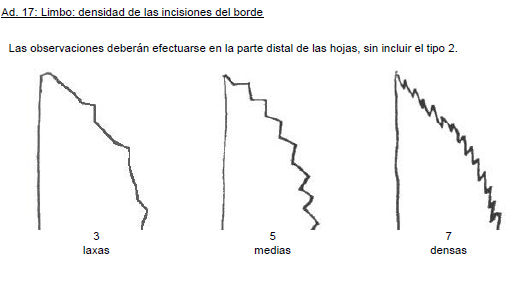 Ad. 17: Limbo: densidad de las incisiones del borde
Las observaciones deberán efectuarse en la parte distal de las hojas, sin incluir el tipo 2.
3 5 7
laxas medias densas